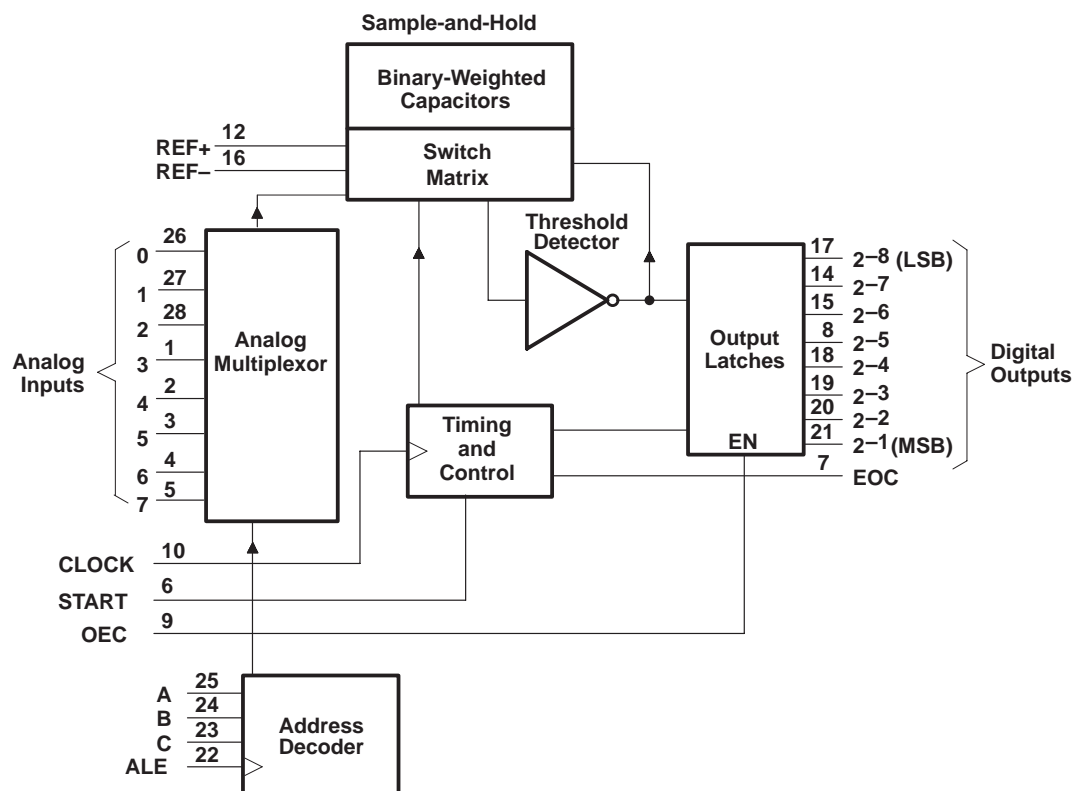 Sample-and-Hold
Binary-Weighted
Capacitors
Switch
Matrix
REF+ 12
REF– 16
Threshold
Detector
Analog
Inputs
0 26
1 27
2 28
3 1
4 2
5 3
6 4
7 5
Analog
Multiplexor
Timing
and
Control
Output
Latches
EN
17 2–8 (LSB)
14 2–7
15 2–6
8 2–5
18 2–4
19 2–3
20 2–2
21 2–1 (MSB)
7 EOC
Digital
Outputs
CLOCK 10
START 6
OEC 9
A 25
B 24
C 23
ALE 22
Address
Decoder